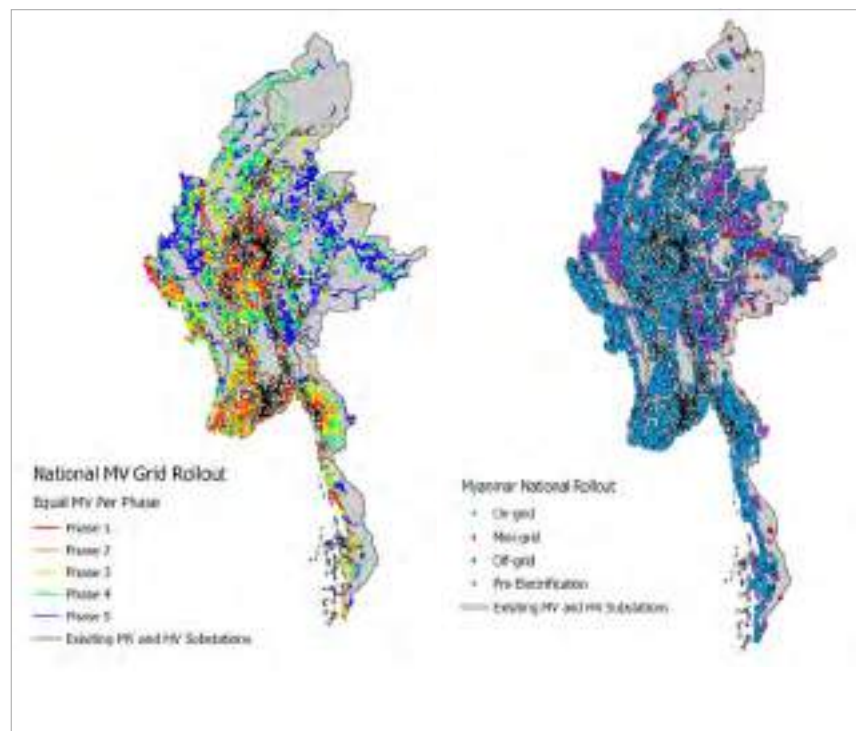 National MV Grid Rollout
Equal MV Per Phase
Phase 1
Phase 2
Phase 3
Phase 4
Phase 5
Existing MV and HV Substations
Myanmar National Rollout
On-grid
Mini-grid
Off-grid
Pre Electrification
Existing MV and HV Substations